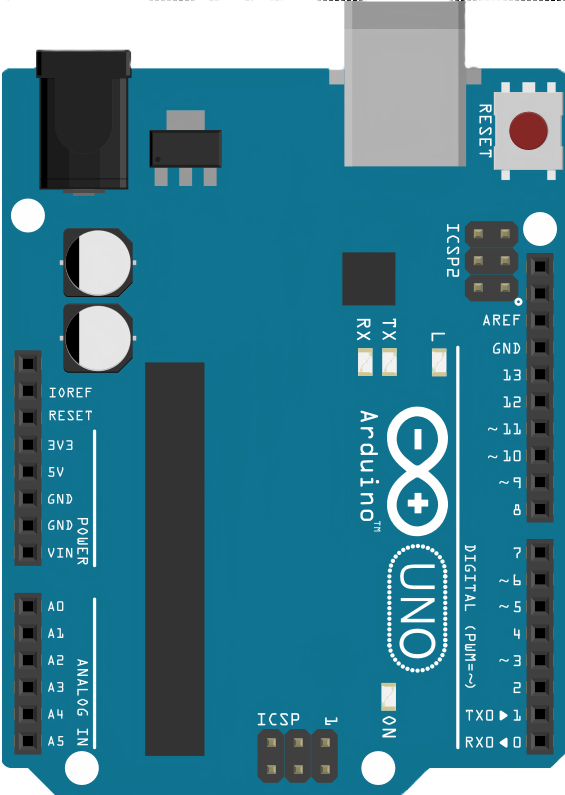 RESET
ICSP2
AREF
GND
13
12
~11
~10
~9
8
RX
TX
L
IOREF
RESET
3V3
5V
GND
GND
VIN
POWER
Arduino™
UNO
7
~6
~5
4
~3
2
TX0▶1
RX0◀0
DIGITAL (PWM=~)
A0
A1
A2
A3
A4
A5
ANALOG IN
ON
ICSP 1